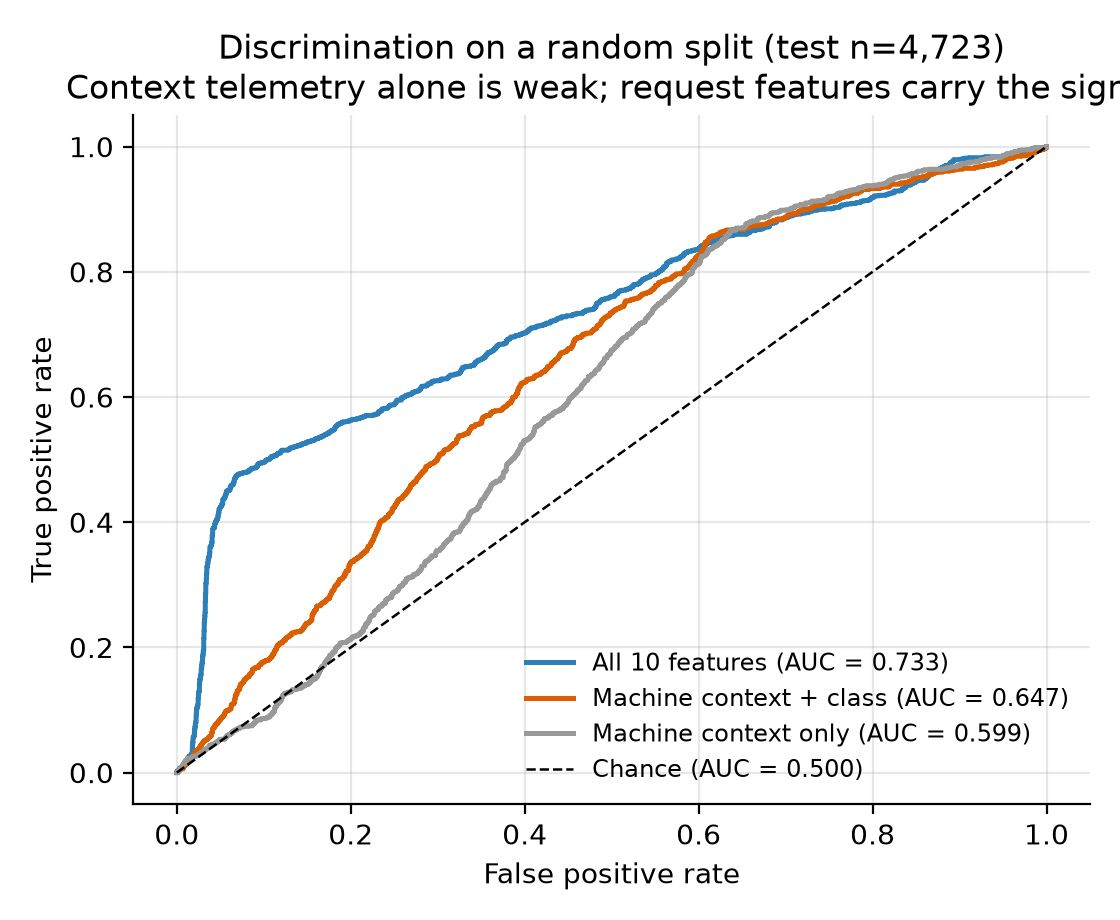 Discrimination on a random split (test n=4,723)
Context telemetry alone is weak; request features carry the
1.0
0.8
0.6
0.4
0.2
0.0
True positive rate
All 10 features (AUC = 0.733)
Machine context + class (AUC = 0.647)
Machine context only (AUC = 0.599)
Chance (AUC = 0.500)
0.0 0.2 0.4 0.6 0.8 1.0
False positive rate